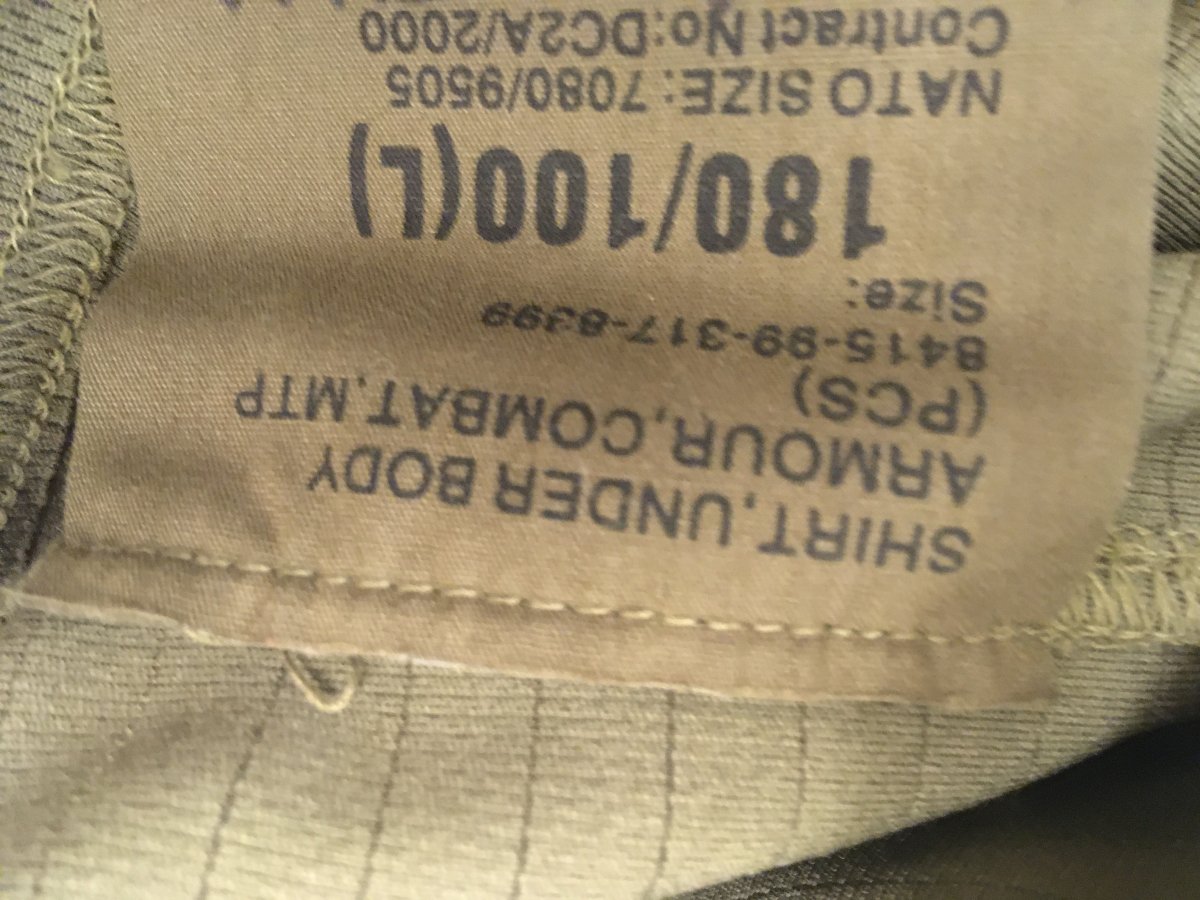 SHIRT, UNDER BODY
ARMOUR, COMBAT, MTP
(PCS)
8415-99-317-8399
Size:
180/100(L)
NATO SIZE: 7080/9505
Contract No:DC2A/2000